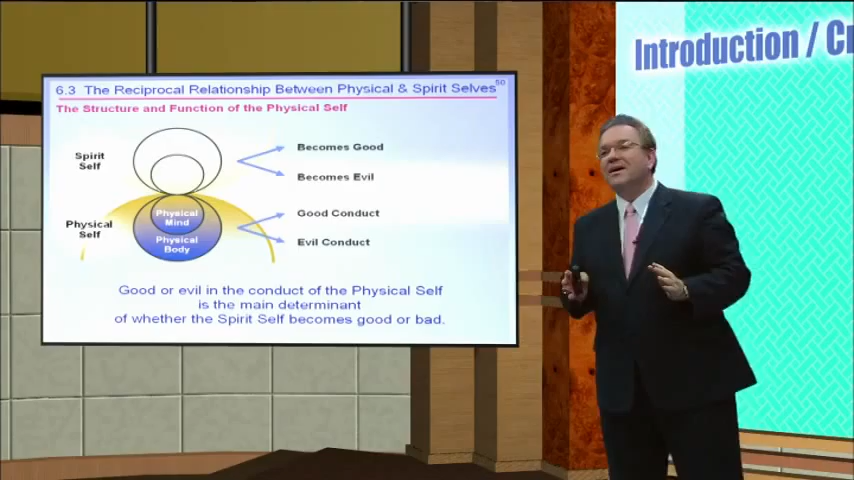 Introduction / Cr
6.3 The Reciprocal Relationship Between Physical & Spirit Selves
50
The Structure and Function of the Physical Self
Spirit
Self
Becomes Good
Becomes Evil
Physical
Self
Physical
Mind
Physical
Body
Good Conduct
Evil Conduct
Good or evil in the conduct of the Physical Self
is the main determinant
of whether the Spirit Self becomes good or bad.